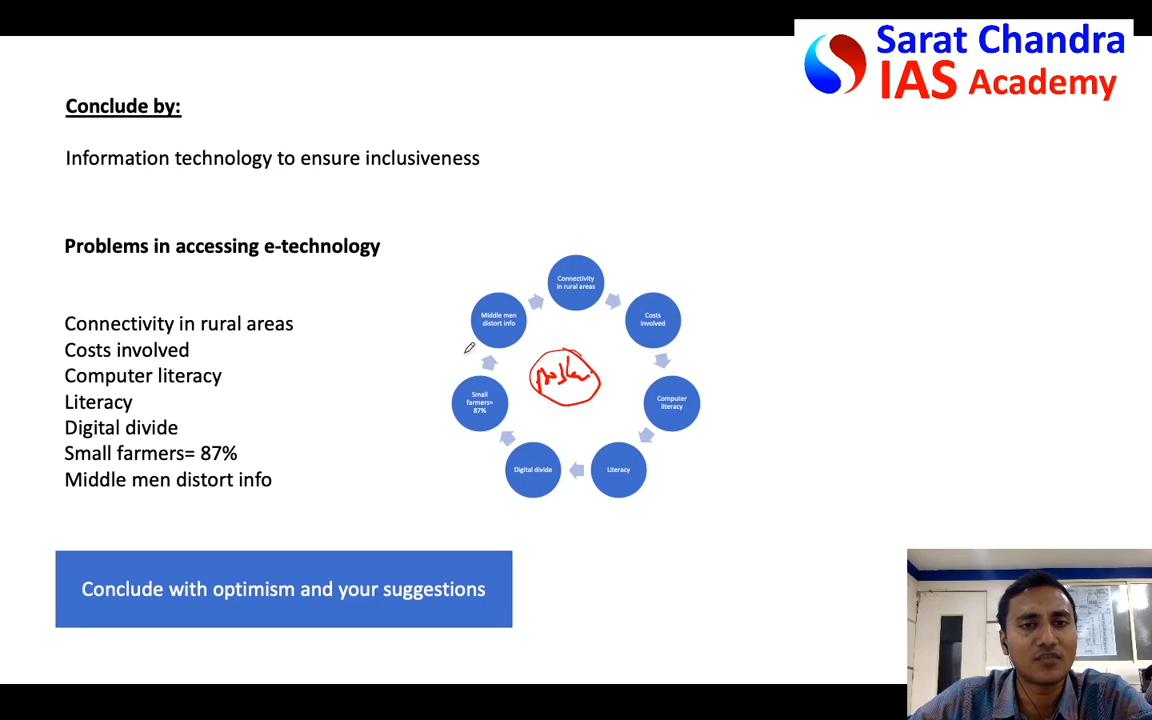 Sarat Chandra
IAS Academy
Conclude by:
Information technology to ensure inclusiveness
Problems in accessing e-technology
Connectivity in rural areas
Costs involved
Computer literacy
Literacy
Digital divide
Small farmers= 87%
Middle men distort info
Connectivity
in rural areas
Middle men
distort info
Costs
involved
Small
farmers=
87%
Computer
literacy
Digital divide
Literacy
Conclude with optimism and your suggestions